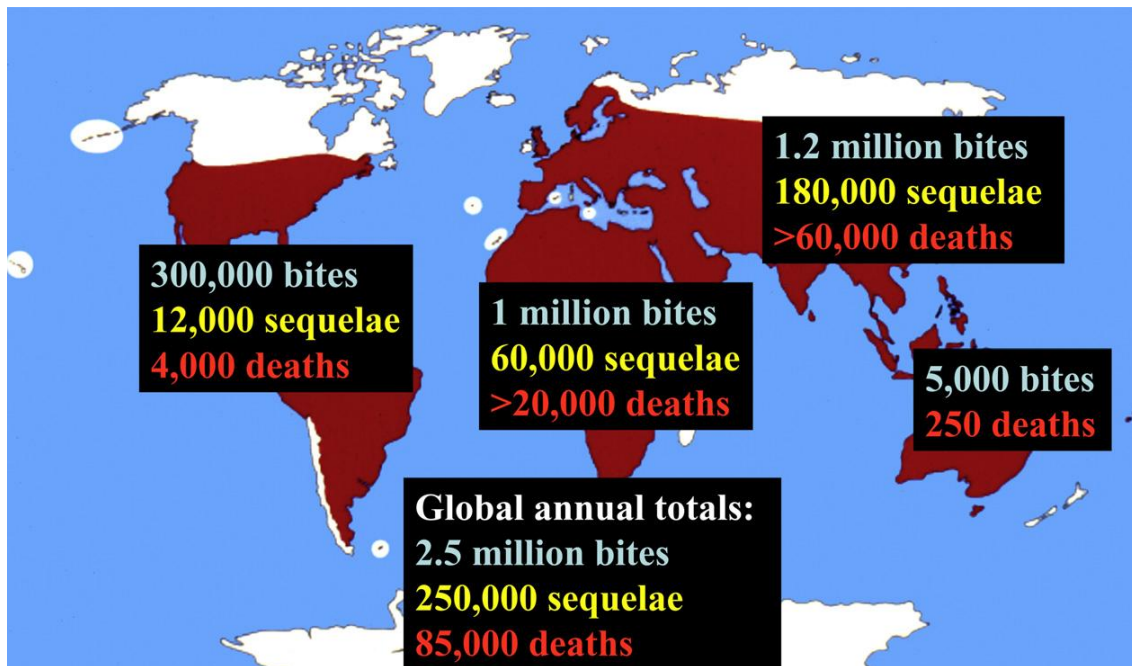 1.2 million bites
180,000 sequelae
>60,000 deaths
300,000 bites
12,000 sequelae
4,000 deaths
1 million bites
60,000 sequelae
>20,000 deaths
5,000 bites
250 deaths
Global annual totals:
2.5 million bites
250,000 sequelae
85,000 deaths